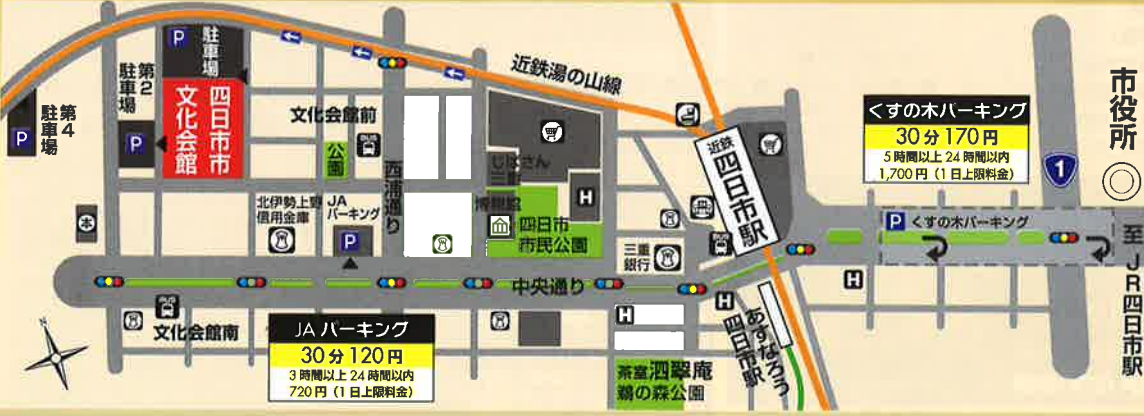 P
駐車場
第2
駐車場
P
第4
駐車場
P
四日市市
文化会館
近鉄湯の山線
文化会館前
BUS
公園
西浦通り
北伊勢上野
信用金庫
JA
パーキング
P
本
じばさん
三重
博物館
四日市
市民公園
H
三重
銀行
近鉄
四日市駅
BUS
くすの木パーキング
30分170円
5時間以上24時間以内
1,700円(1日上限料金)
1
市役所
P くすの木パーキング
至JR四日市駅
中央通り
BUS
文化会館南
JA パーキング
30分120円
3時間以上24時間以内
720円(1日上限料金)
H
H
H
あすなろう
四日市駅
茶室泗翠庵
鵜の森公園
N